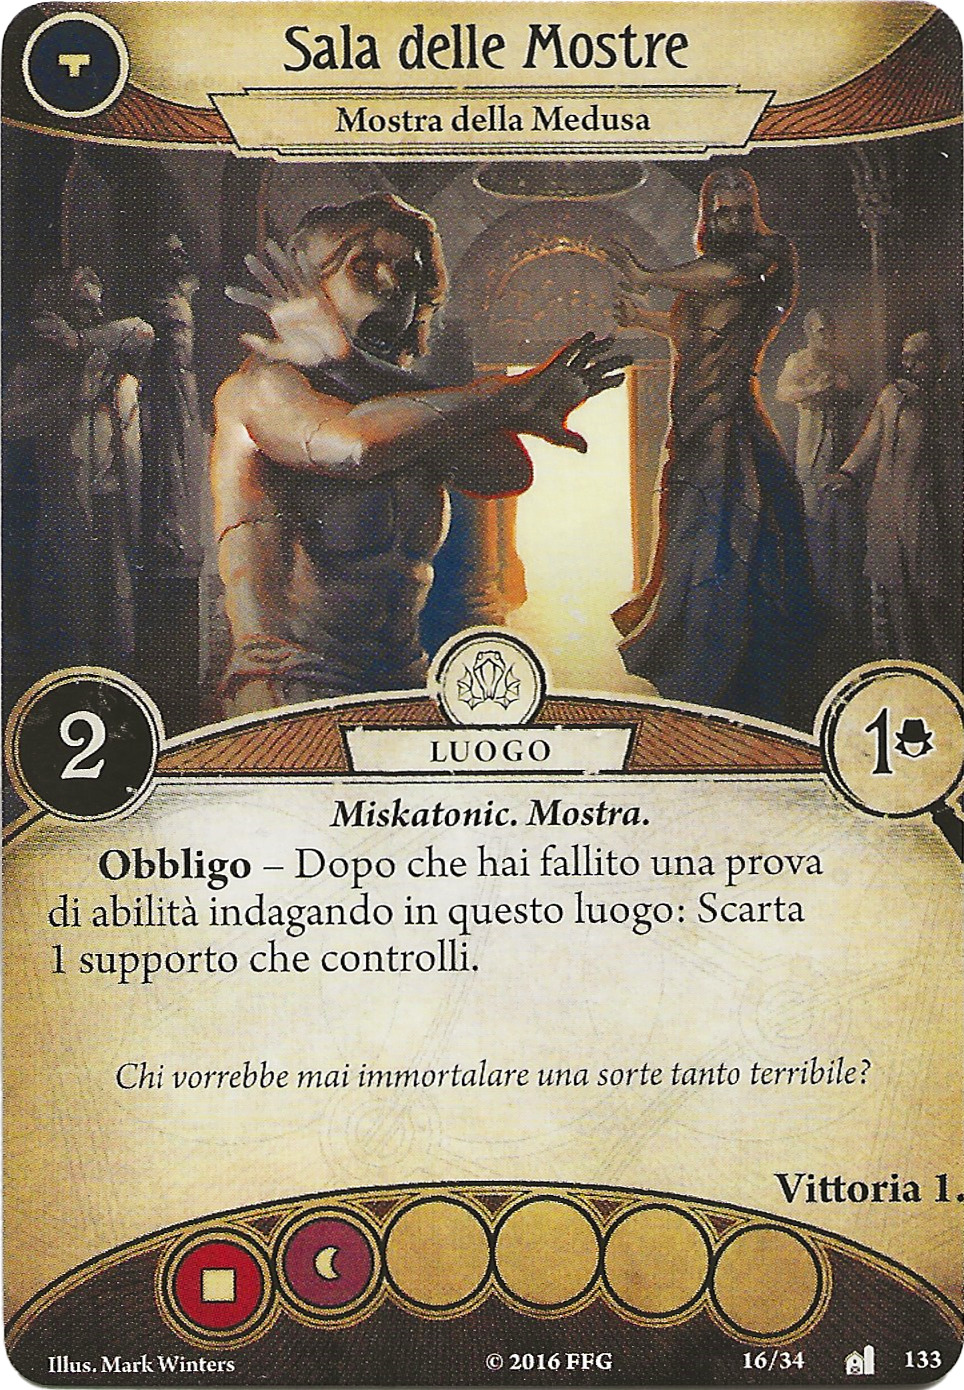 Sala delle Mostre
Mostra della Medusa
2
LUOGO
1
Miskatonic. Mostra.
Obbligo – Dopo che hai fallito una prova
di abilità indagando in questo luogo: Scarta
1 supporto che controlli.
Chi vorrebbe mai immortalare una sorte tanto terribile?
Vittoria 1.
Illus. Mark Winters
© 2016 FFG
16/34
133